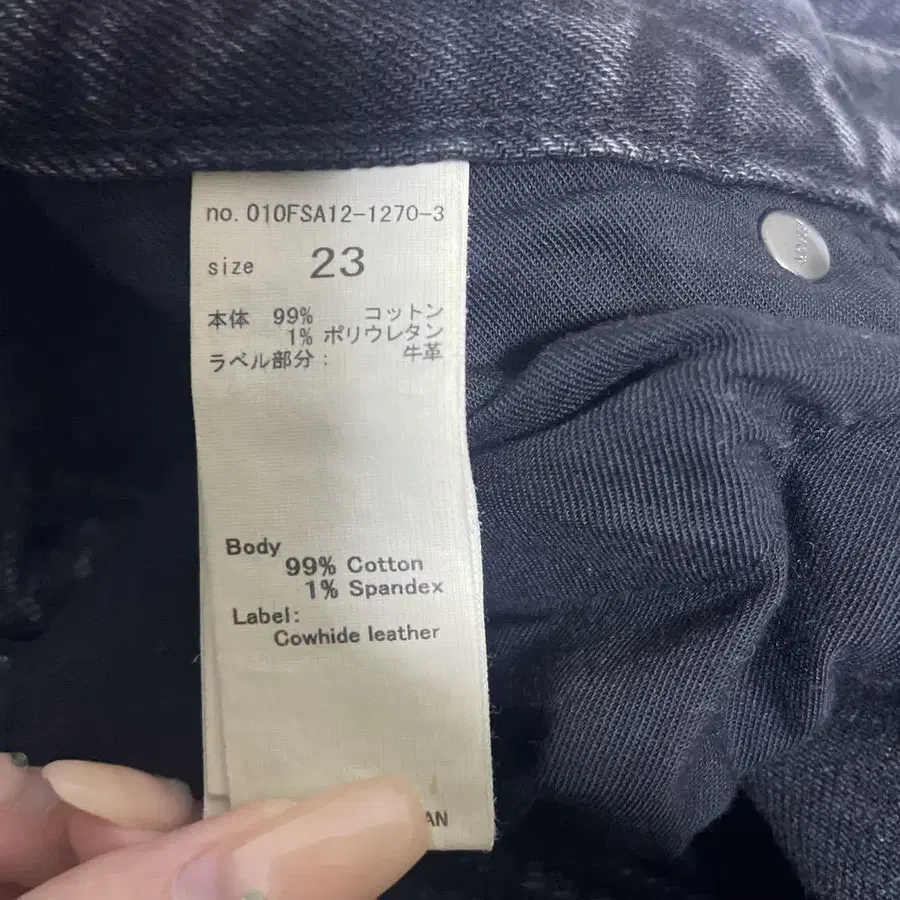 no. 010FSA12-1270-3
size 23
本体 99% コットン
1% ポリウレタン
ラベル部分: 牛革
Body
99% Cotton
1% Spandex
Label:
Cowhide leather